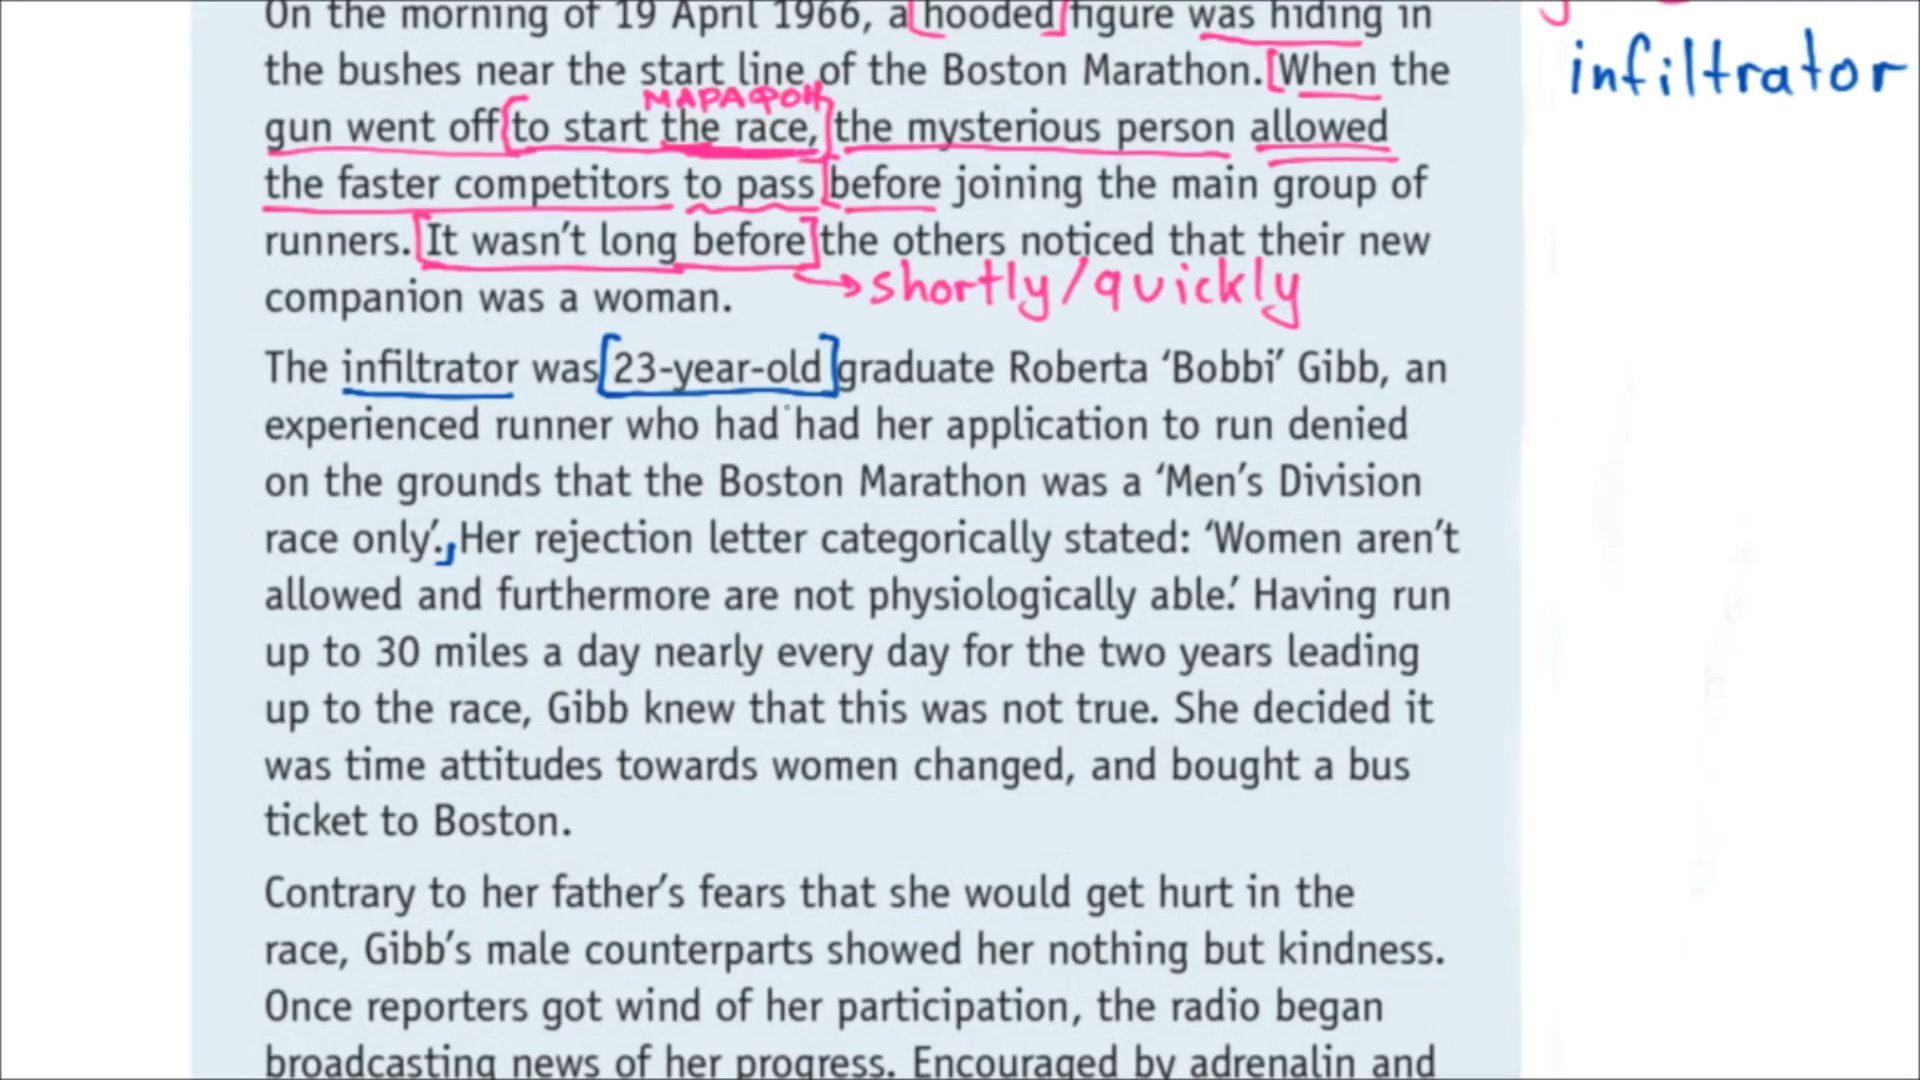 On the morning of 19 April 1966, a hooded figure was hiding in
infiltrator
the bushes near the start line of the Boston Marathon. When the
МАРАФОН
gun went off to start the race, the mysterious person allowed
the faster competitors to pass before joining the main group of
runners. It wasn't long before the others noticed that their new
shortly/quickly
companion was a woman.
The infiltrator was 23-year-old graduate Roberta ‘Bobbi’ Gibb, an
experienced runner who had had her application to run denied
on the grounds that the Boston Marathon was a ‘Men’s Division
race only’. Her rejection letter categorically stated: ‘Women aren’t
allowed and furthermore are not physiologically able.’ Having run
up to 30 miles a day nearly every day for the two years leading
up to the race, Gibb knew that this was not true. She decided it
was time attitudes towards women changed, and bought a bus
ticket to Boston.
Contrary to her father’s fears that she would get hurt in the
race, Gibb’s male counterparts showed her nothing but kindness.
Once reporters got wind of her participation, the radio began
broadcasting news of her progress. Encouraged by adrenalin and